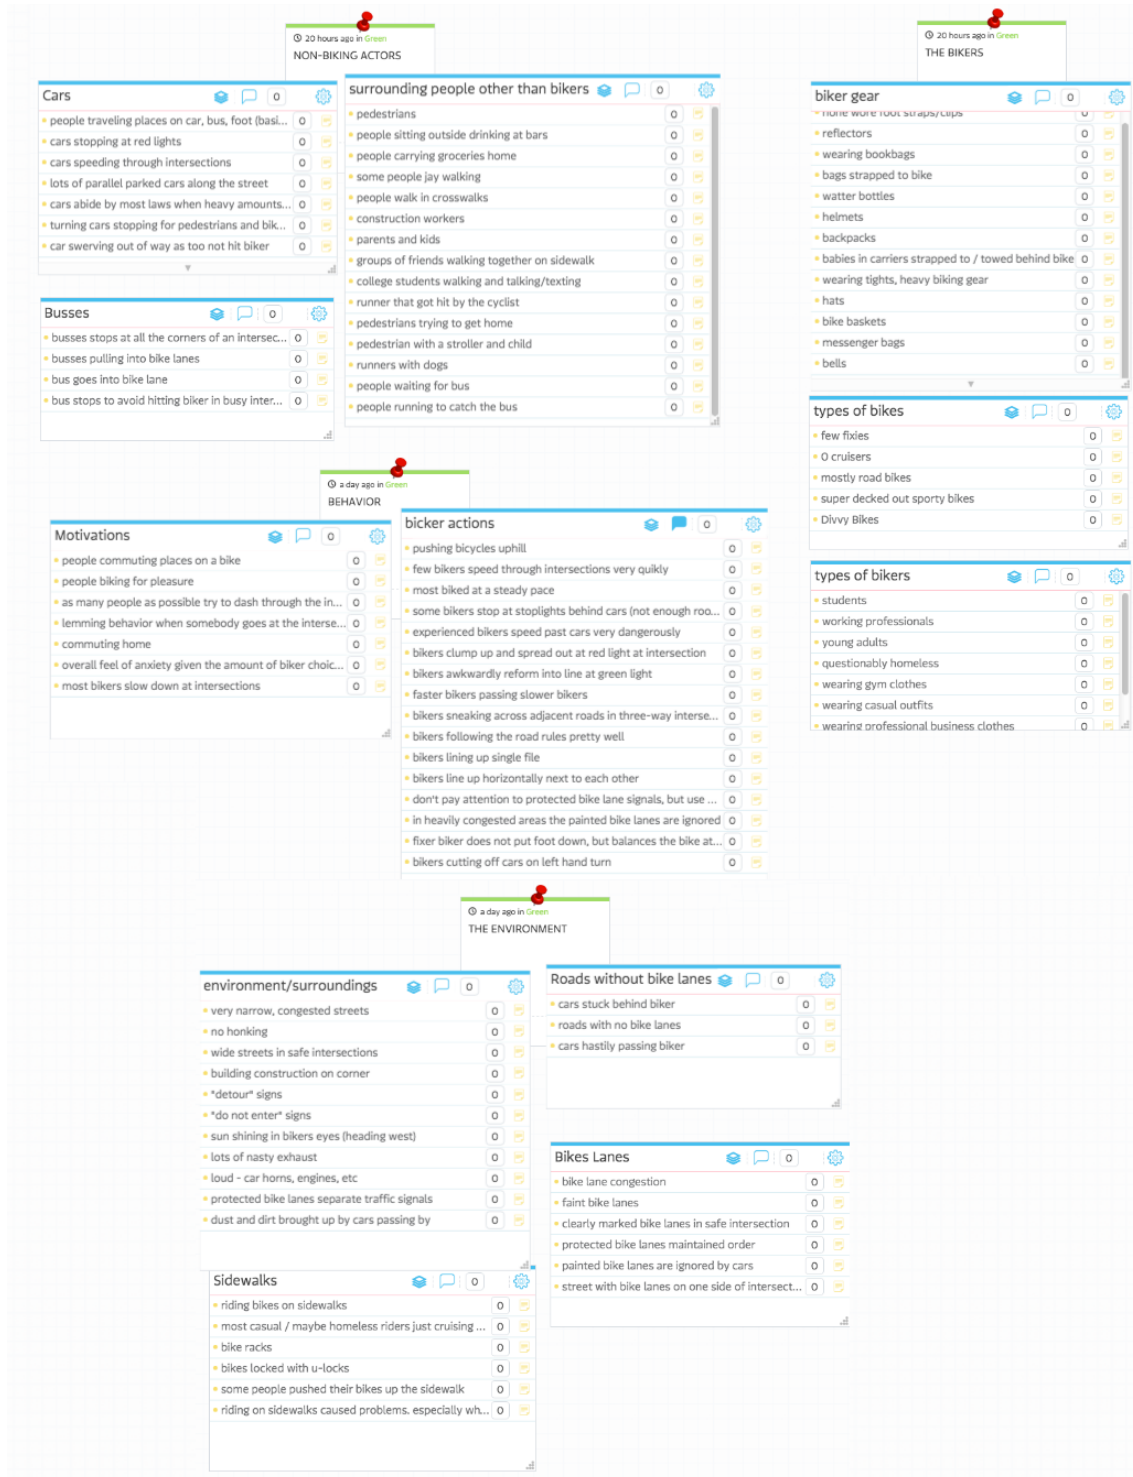 20 hours ago in Green
NON-BIKING ACTORS
Cars 0
people traveling places on car, bus, foot (basi... 0
cars stopping at red lights 0
cars speeding through intersections 0
lots of parallel parked cars along the street 0
cars abide by most laws when heavy amounts... 0
turning cars stopping for pedestrians and bik... 0
car swerving out of way as too not hit biker 0
surrounding people other than bikers 0
pedestrians 0
people sitting outside drinking at bars 0
people carrying groceries home 0
some people jay walking 0
people walk in crosswalks 0
construction workers 0
parents and kids 0
groups of friends walking together on sidewalk 0
college students walking and talking/texting 0
runner that got hit by the cyclist 0
pedestrians trying to get home 0
pedestrian with a stroller and child 0
runners with dogs 0
people waiting for bus 0
people running to catch the bus 0
Busses 0
busses stops at all the corners of an intersec... 0
busses pulling into bike lanes 0
bus goes into bike lane 0
bus stops to avoid hitting biker in busy inter... 0
20 hours ago in Green
THE BIKERS
biker gear 0
none wore foot straps/clips 0
reflectors 0
wearing bookbags 0
bags strapped to bike 0
watter bottles 0
helmets 0
backpacks 0
babies in carriers strapped to / towed behind bike 0
wearing tights, heavy biking gear 0
hats 0
bike baskets 0
messenger bags 0
bells 0
types of bikes 0
few fixies 0
0 cruisers 0
mostly road bikes 0
super decked out sporty bikes 0
Divvy Bikes 0
types of bikers 0
students 0
working professionals 0
young adults 0
questionably homeless 0
wearing gym clothes 0
wearing casual outfits 0
wearing professional business clothes 0
a day ago in Green
BEHAVIOR
Motivations 0
people commuting places on a bike 0
people biking for pleasure 0
as many people as possible try to dash through the in... 0
lemming behavior when somebody goes at the interse... 0
commuting home 0
overall feel of anxiety given the amount of biker choic... 0
most bikers slow down at intersections 0
bicker actions 0
pushing bicycles uphill 0
few bikers speed through intersections very quikly 0
most biked at a steady pace 0
some bikers stop at stoplights behind cars (not enough roo... 0
experienced bikers speed past cars very dangerously 0
bikers clump up and spread out at red light at intersection 0
bikers awkwardly reform into line at green light 0
faster bikers passing slower bikers 0
bikers sneaking across adjacent roads in three-way interse... 0
bikers following the road rules pretty well 0
bikers lining up single file 0
bikers line up horizontally next to each other 0
don't pay attention to protected bike lane signals, but use ... 0
in heavily congested areas the painted bike lanes are ignored 0
fixer biker does not put foot down, but balances the bike at... 0
bikers cutting off cars on left hand turn 0
a day ago in Green
THE ENVIRONMENT
environment/surroundings 0
very narrow, congested streets 0
no honking 0
wide streets in safe intersections 0
building construction on corner 0
"detour" signs 0
"do not enter" signs 0
sun shining in bikers eyes (heading west) 0
lots of nasty exhaust 0
loud - car horns, engines, etc 0
protected bike lanes separate traffic signals 0
dust and dirt brought up by cars passing by 0
Roads without bike lanes 0
cars stuck behind biker 0
roads with no bike lanes 0
cars hastily passing biker 0
Bikes Lanes 0
bike lane congestion 0
faint bike lanes 0
clearly marked bike lanes in safe intersection 0
protected bike lanes maintained order 0
painted bike lanes are ignored by cars 0
street with bike lanes on one side of intersect... 0
Sidewalks 0
riding bikes on sidewalks 0
most casual / maybe homeless riders just cruising ... 0
bike racks 0
bikes locked with u-locks 0
some people pushed their bikes up the sidewalk 0
riding on sidewalks caused problems. especially wh... 0